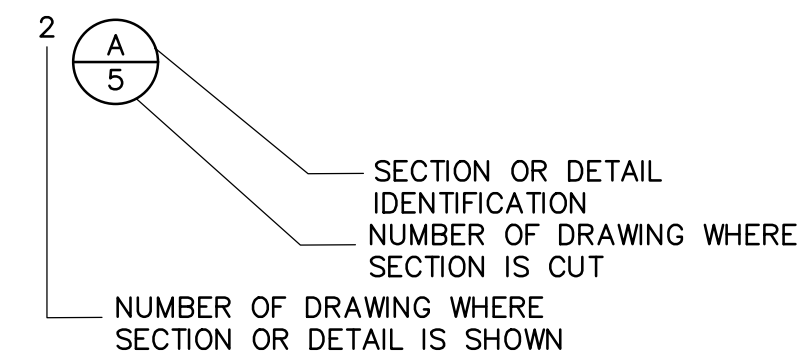 2
A
5
SECTION OR DETAIL
IDENTIFICATION
NUMBER OF DRAWING WHERE
SECTION IS CUT
NUMBER OF DRAWING WHERE
SECTION OR DETAIL IS SHOWN